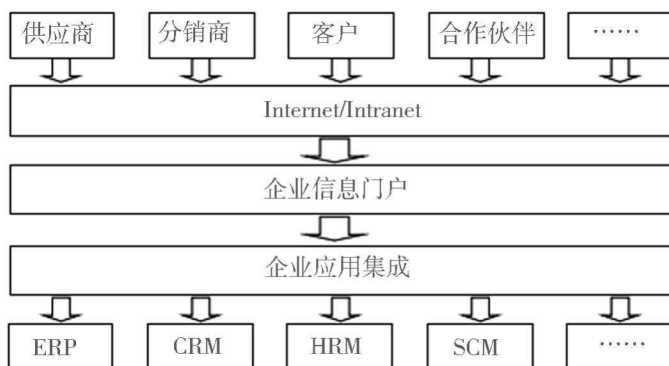 供应商 分销商 客户 合作伙伴 ……
Internet/Intranet
企业信息门户
企业应用集成
ERP CRM HRM SCM ……